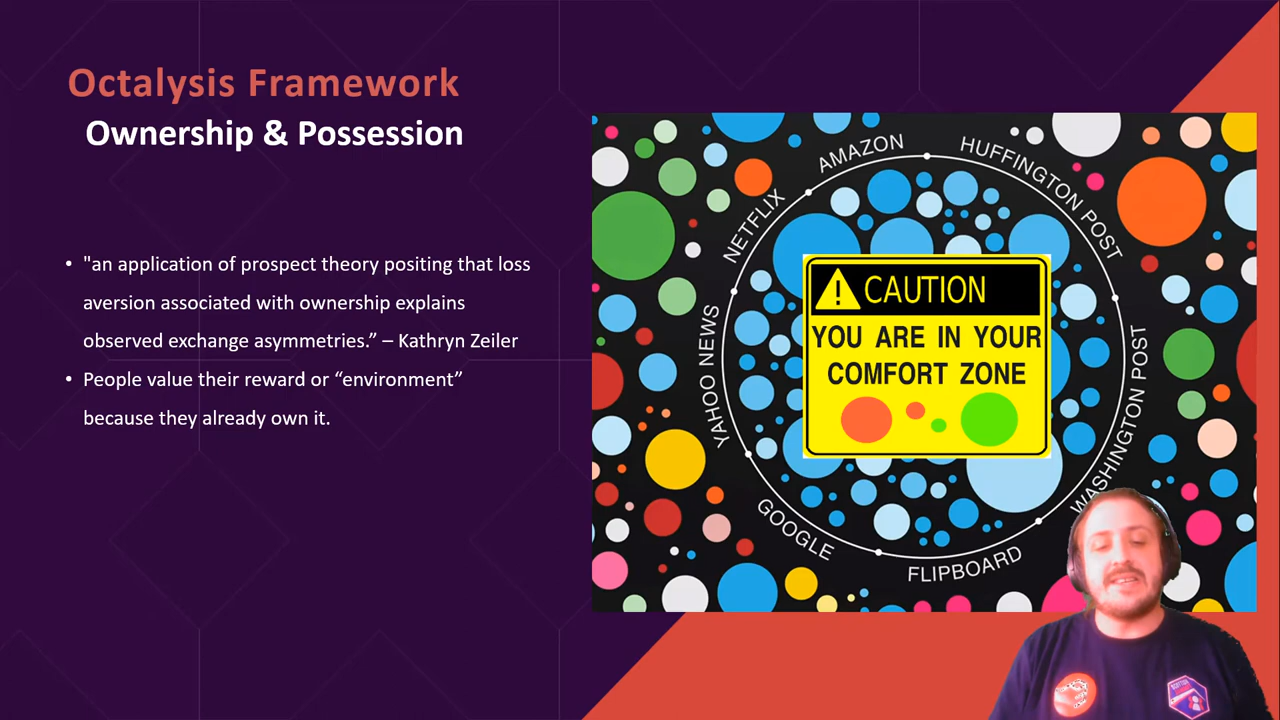 Octalysis Framework
Ownership & Possession
• "an application of prospect theory positing that loss
aversion associated with ownership explains
observed exchange asymmetries.” – Kathryn Zeiler
• People value their reward or “environment”
because they already own it.
AMAZON
HUFFINGTON POST
NETFLIX
YAHOO NEWS
WASHINGTON POST
GOOGLE
FLIPBOARD
CAUTION
YOU ARE IN YOUR
COMFORT ZONE